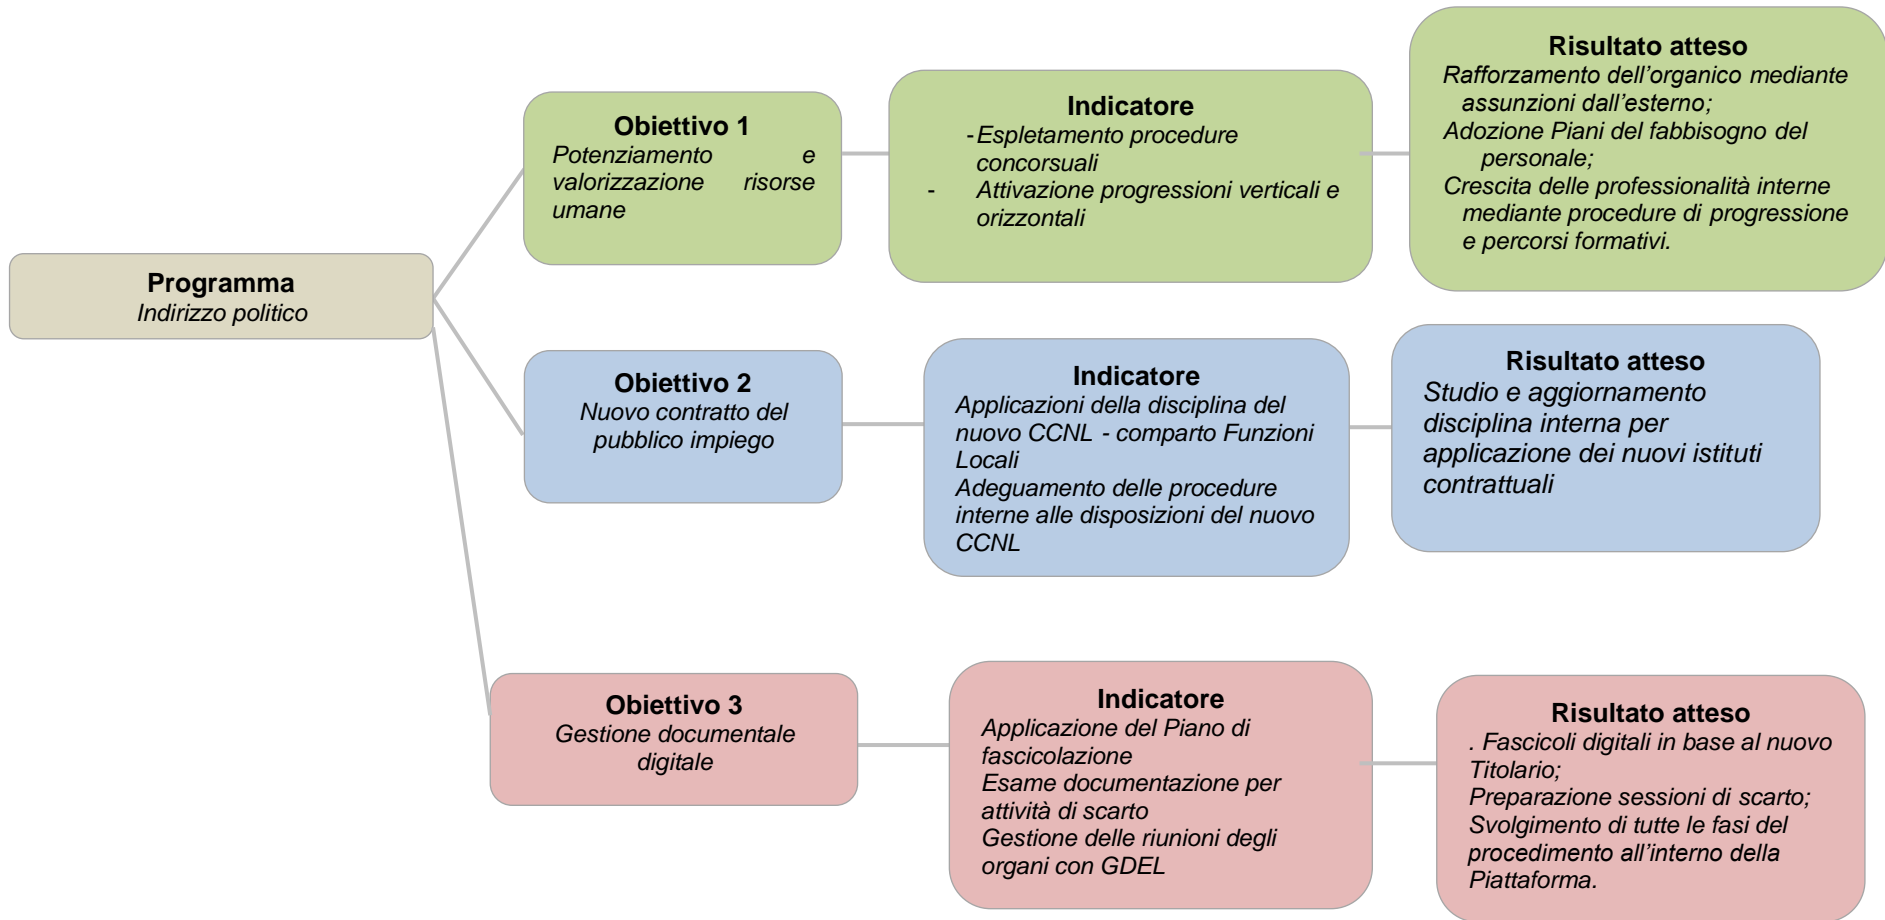 Programma
Indirizzo politico
Obiettivo 1
Potenziamento e
valorizzazione risorse
umane
Indicatore
-Espletamento procedure
concorsuali
- Attivazione progressioni verticali e
orizzontali
Risultato atteso
Rafforzamento dell'organico mediante
assunzioni dall'esterno;
Adozione Piani del fabbisogno del
personale;
Crescita delle professionalità interne
mediante procedure di progressione
e percorsi formativi.
Obiettivo 2
Nuovo contratto del
pubblico impiego
Indicatore
Applicazioni della disciplina del
nuovo CCNL - comparto Funzioni
Locali
Adeguamento delle procedure
interne alle disposizioni del nuovo
CCNL
Risultato atteso
Studio e aggiornamento
disciplina interna per
applicazione dei nuovi istituti
contrattuali
Obiettivo 3
Gestione documentale
digitale
Indicatore
Applicazione del Piano di
fascicolazione
Esame documentazione per
attività di scarto
Gestione delle riunioni degli
organi con GDEL
Risultato atteso
. Fascicoli digitali in base al nuovo
Titolario;
Preparazione sessioni di scarto;
Svolgimento di tutte le fasi del
procedimento all'interno della
Piattaforma.